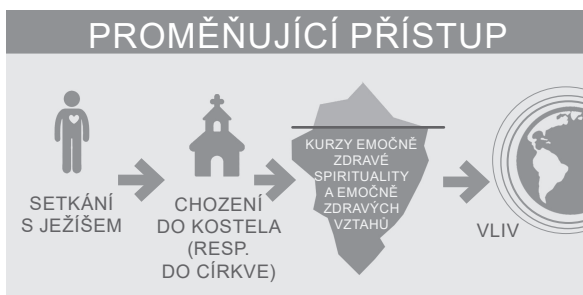 PROMĚŇUJÍCÍ PŘÍSTUP
SETKÁNÍ
S JEŽÍŠEM
CHOZENÍ
DO KOSTELA
(RESP.
DO CÍRKVE)
KURZY EMOČNĚ
ZDRAVÉ
SPIRITUALITY
A EMOČNĚ
ZDRAVÝCH
VZTAHŮ
VLIV